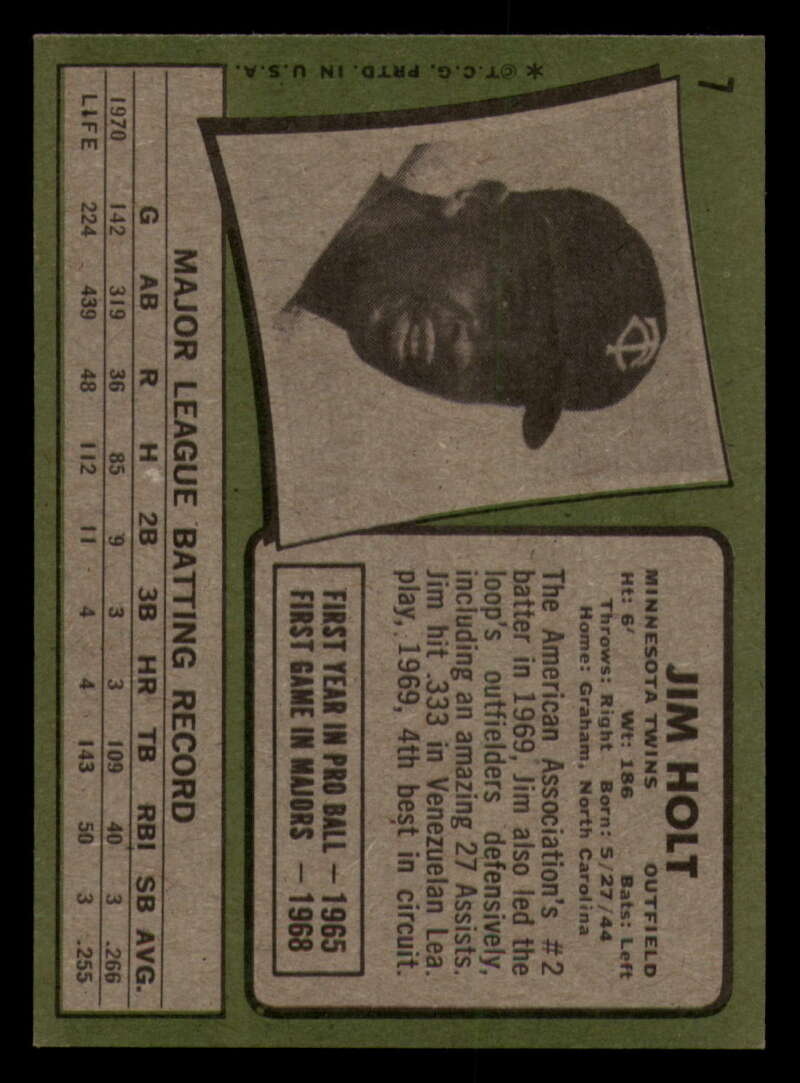 7
JIM HOLT
MINNESOTA TWINS OUTFIELD
Ht: 6' Wt: 186 Bats: Left
Throws: Right Born: 5/27/44
Home: Graham, North Carolina
The American Association's #2
batter in 1969, Jim also led the
loop's outfielders defensively,
including an amazing 27 Assists.
Jim hit .333 in Venezuelan Lea.
play, 1969, 4th best in circuit.
FIRST YEAR IN PRO BALL — 1965
FIRST GAME IN MAJORS — 1968
TC
MAJOR LEAGUE BATTING RECORD
G AB R H 2B 3B HR TB RBI SB AVG.
1970 142 319 36 85 9 3 3 109 40 3 .266
LIFE 224 439 48 112 11 4 4 143 50 3 .255
* ©T.C.G. PRTD. IN U.S.A.